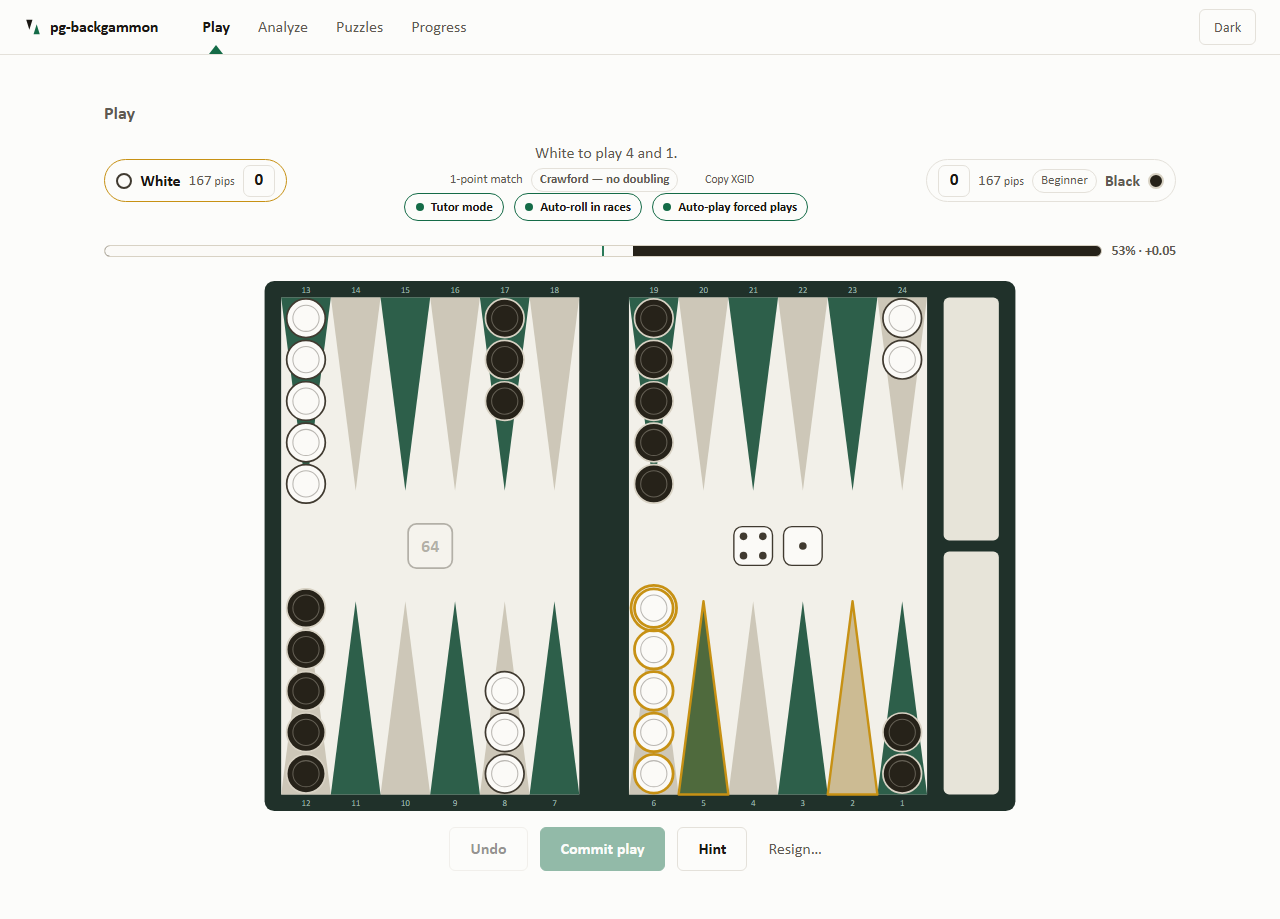 pg-backgammon Play Analyze Puzzles Progress Dark
Play
White 167 pips 0
White to play 4 and 1.
1-point match Crawford — no doubling Copy XGID
Tutor mode Auto-roll in races Auto-play forced plays
0 167 pips Beginner Black
53% · +0.05
13 14 15 16 17 18 19 20 21 22 23 24
64
12 11 10 9 8 7 6 5 4 3 2 1
Undo Commit play Hint Resign...